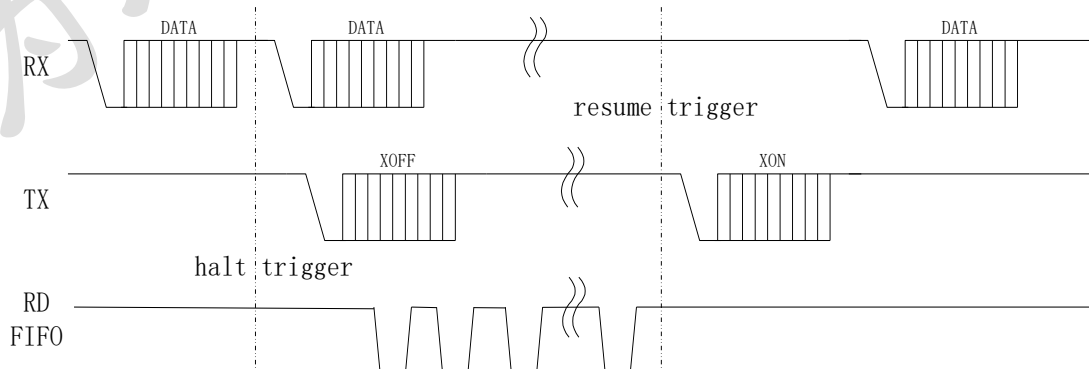 DATA DATA DATA
RX
resume trigger
XOFF XON
TX
halt trigger
RD
FIFO